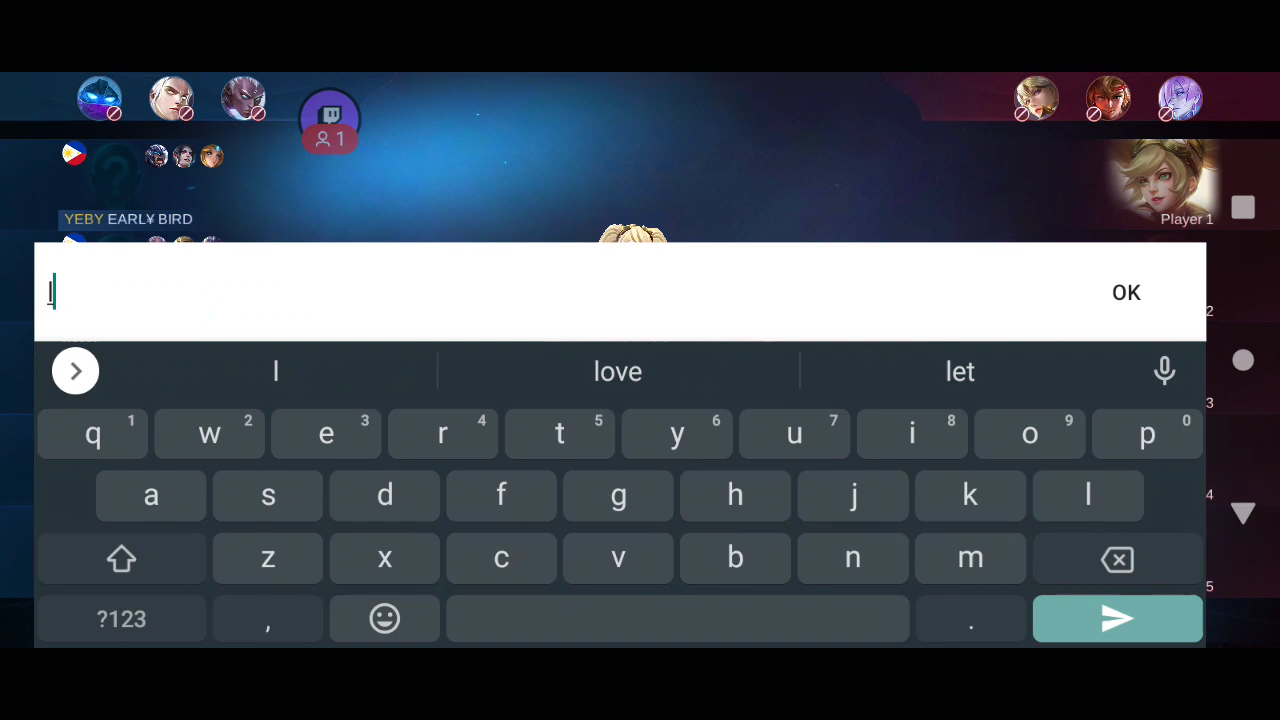 1
YEBY EARL¥ BIRD
Player 1
l
OK
2
l
love
let
q 1 w 2 e 3 r 4 t 5 y 6 u 7 i 8 o 9 p 0
3
a s d f g h j k l
4
z x c v b n m
5
?123 , .